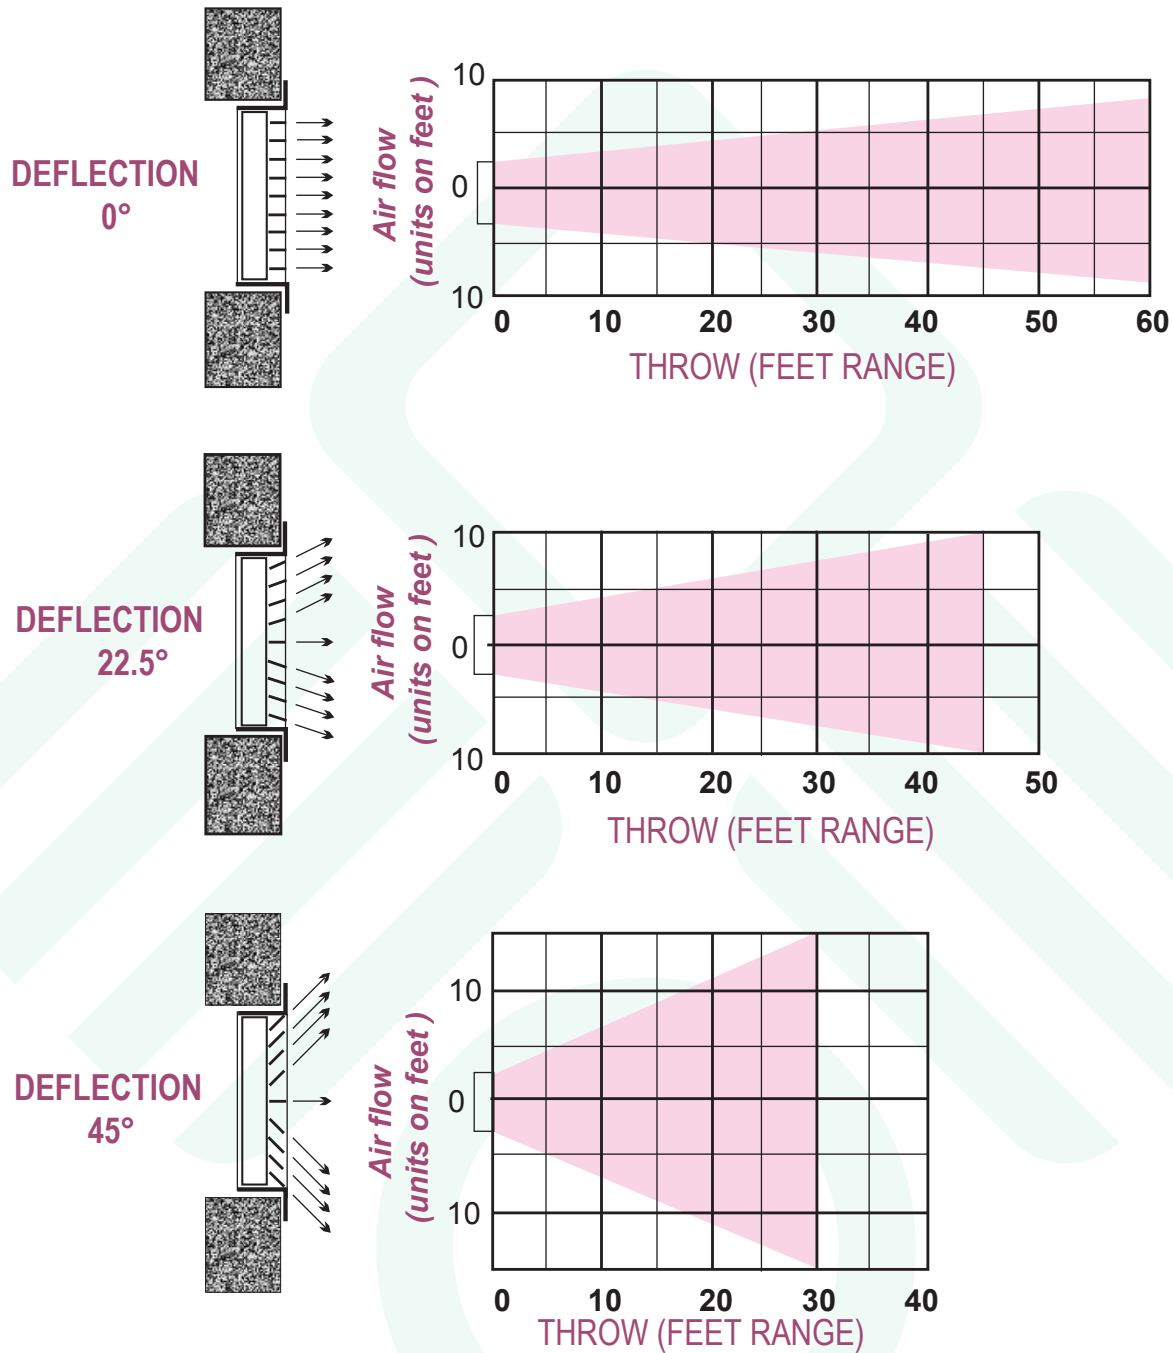 DEFLECTION
0°
Air flow
(units on feet )
10
0
10
0 10 20 30 40 50 60
THROW (FEET RANGE)
DEFLECTION
22.5°
Air flow
(units on feet )
10
0
10
0 10 20 30 40 50
THROW (FEET RANGE)
DEFLECTION
45°
Air flow
(units on feet )
10
0
10
0 10 20 30 40
THROW (FEET RANGE)